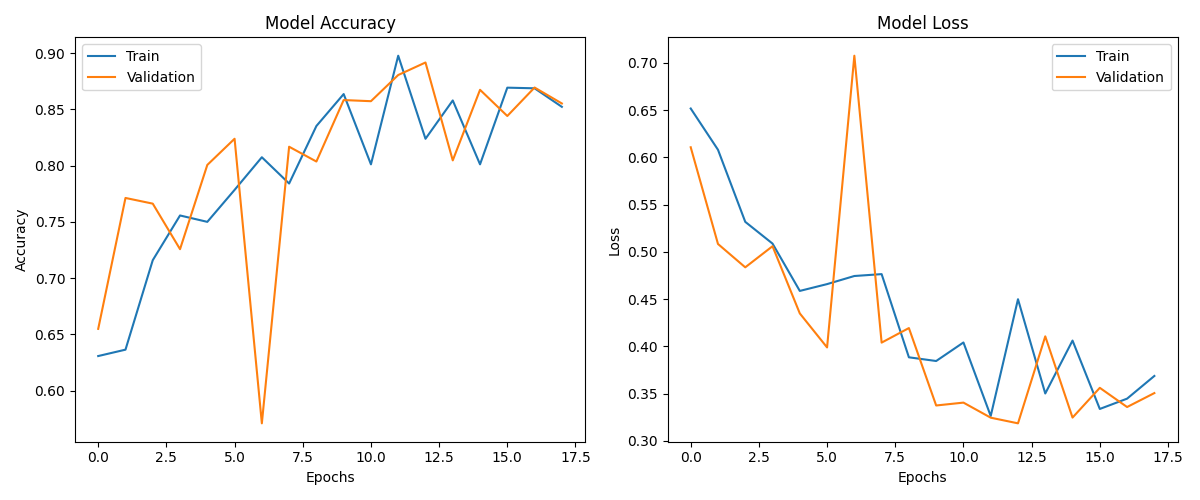 Model Accuracy
Train
Validation
Accuracy
0.90
0.85
0.80
0.75
0.70
0.65
0.60
0.0 2.5 5.0 7.5 10.0 12.5 15.0 17.5
Epochs
Model Loss
Train
Validation
Loss
0.70
0.65
0.60
0.55
0.50
0.45
0.40
0.35
0.30
0.0 2.5 5.0 7.5 10.0 12.5 15.0 17.5
Epochs